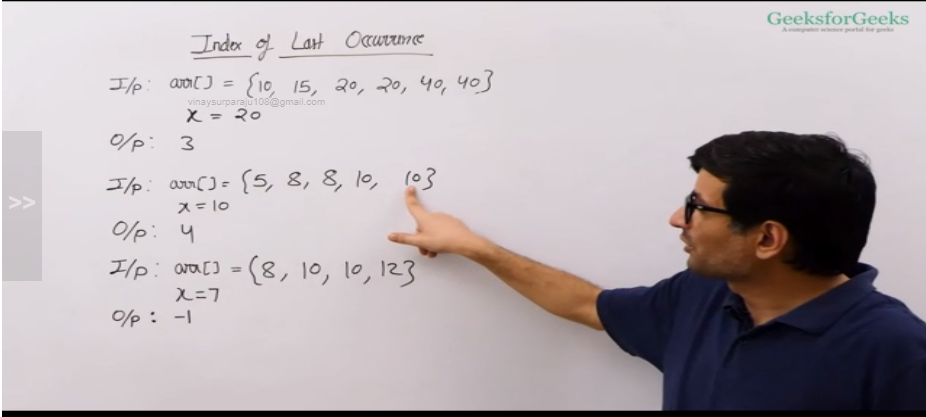 GeeksforGeeks
A computer science portal for geeks
Index of Last Occurrence
I/p: arr[] = {10, 15, 20, 20, 40, 40}
vinaysurparaju108@gmail.com
x = 20
O/p: 3
I/p: arr[] = {5, 8, 8, 10, 10}
x = 10
O/p: 4
I/p: arr[] = {8, 10, 10, 12}
x = 7
O/p: -1
>>